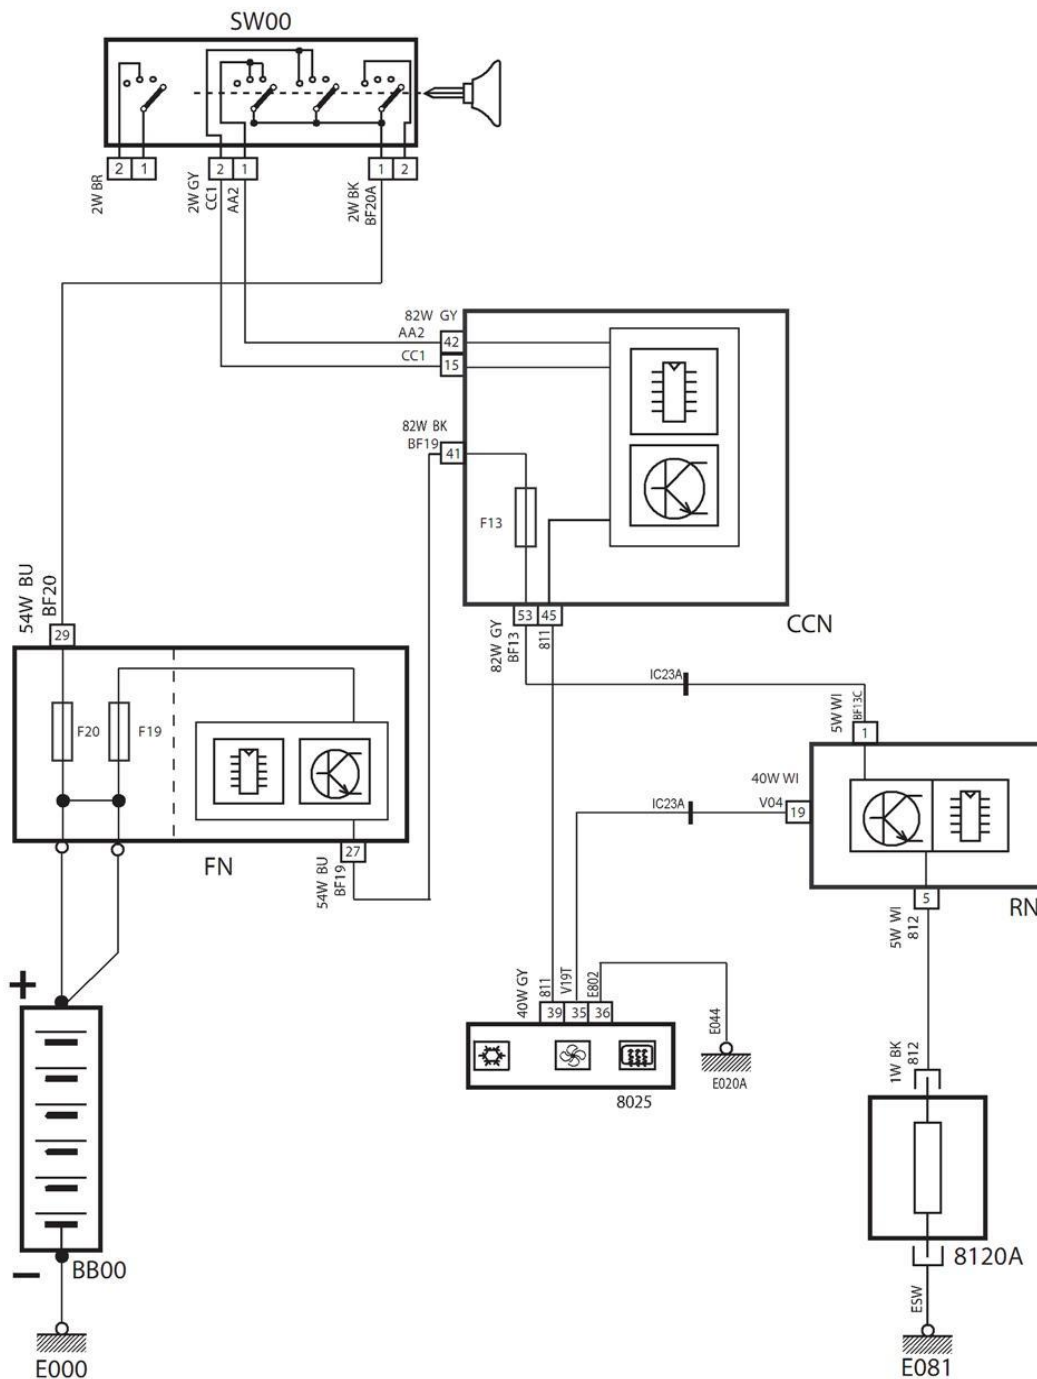 SW00
2 1
2 1
1 2
2W BR
2W GY
CC1
AA2
2W BK
BF20A
82W GY
AA2
42
CC1
15
82W BK
BF19
41
F13
53 45
CCN
82W GY
BF13
811
54W BU
BF20
29
F20
F19
FN
27
54W BU
BF19
IC23A
5W WI
BF13C
1
40W WI
V04
19
IC23A
RN
5
5W WI
812
40W GY
811
V19T
E802
39 35 36
E044
E020A
8025
1W BK
812
8120A
ESW
E081
+
−
BB00
E000